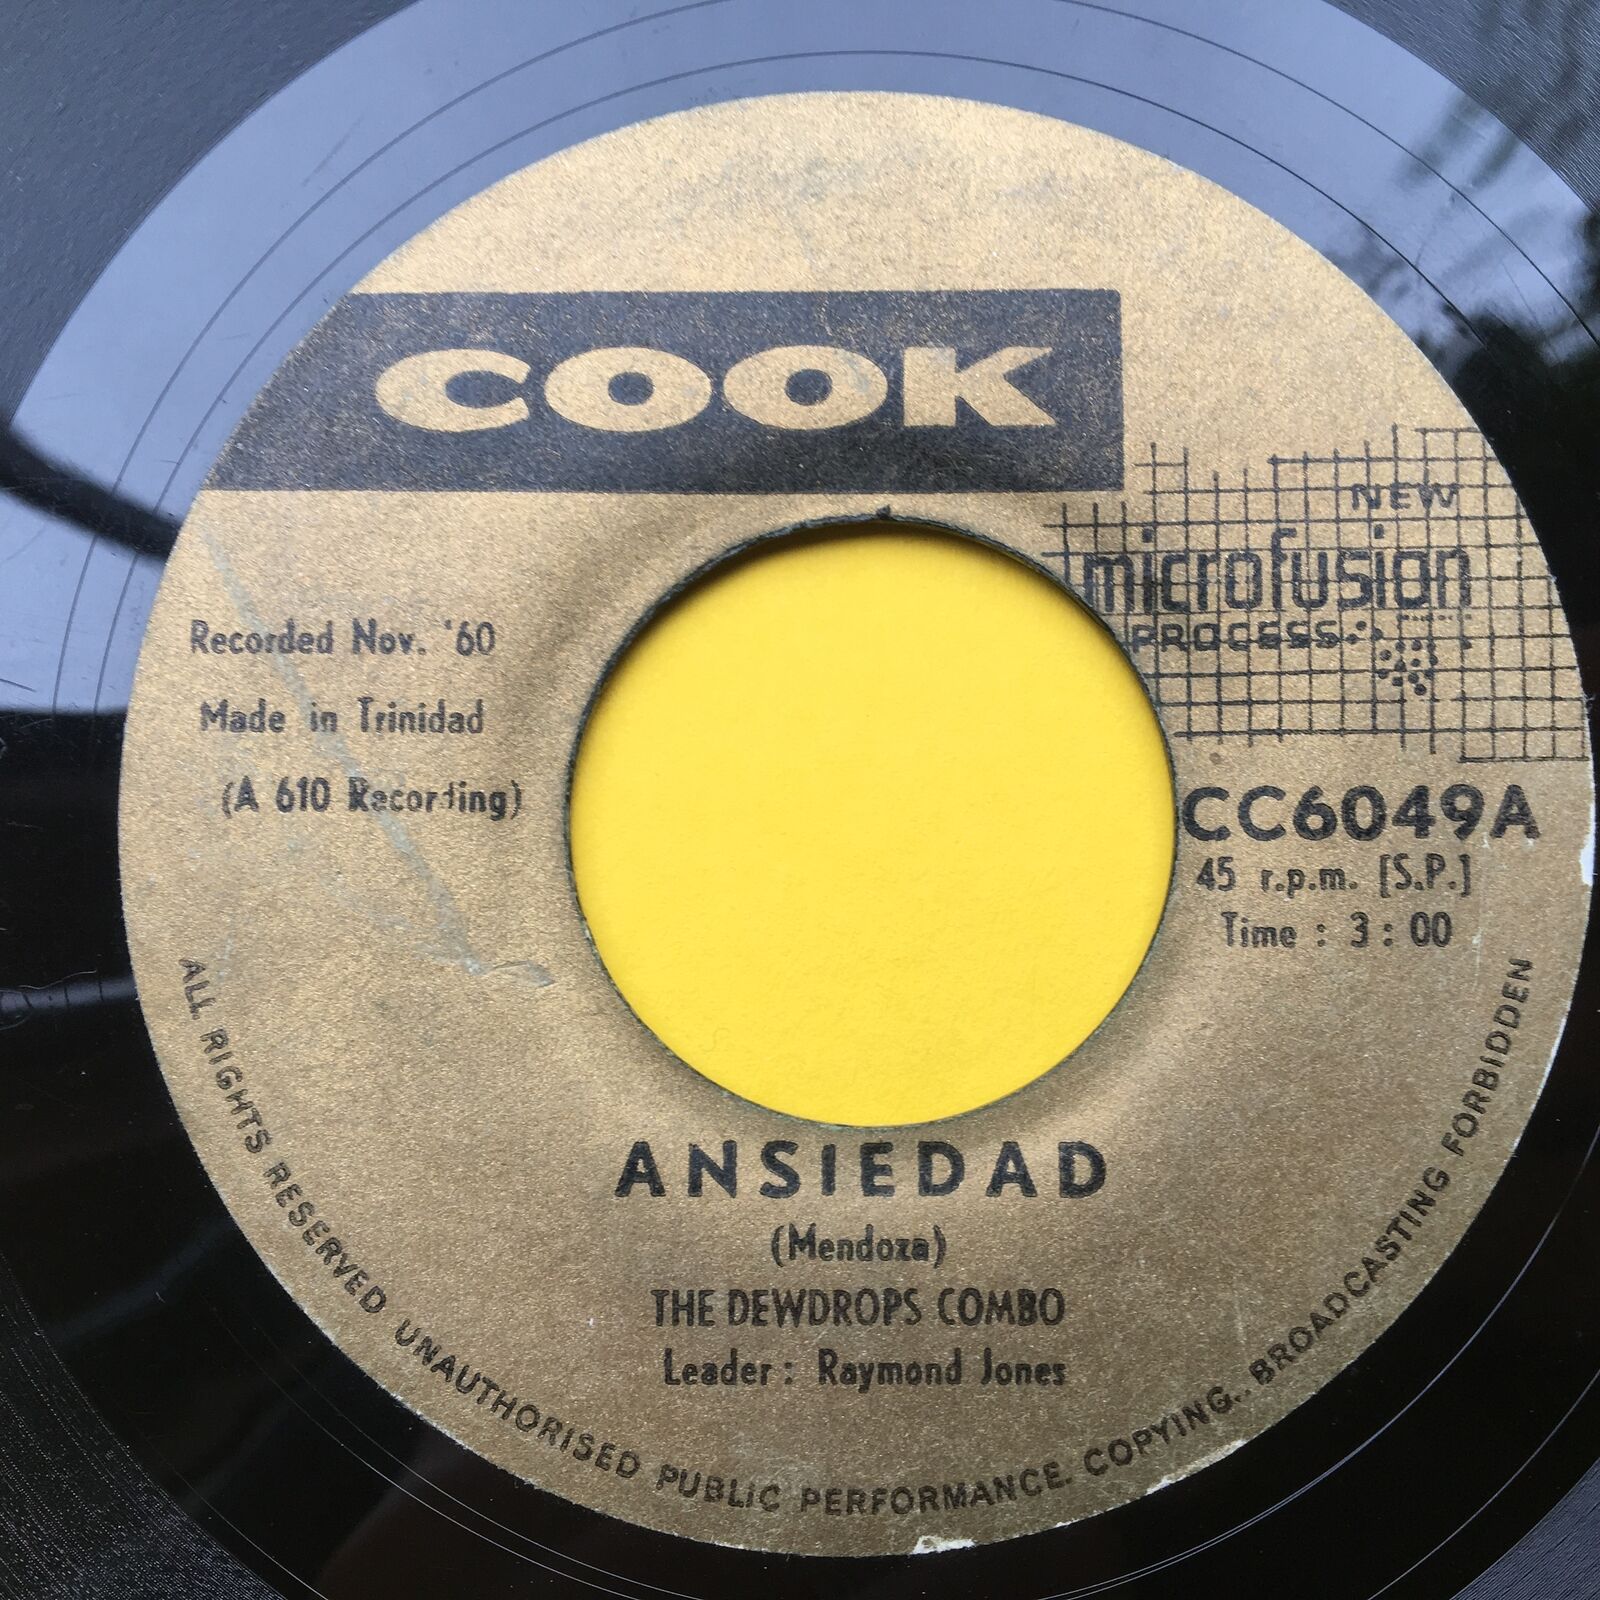 COOK
NEW
microfusion
PROCESS
Recorded Nov. '60
Made in Trinidad
(A 610 Recording)
CC6049A
45 r.p.m. [S.P.]
Time : 3 : 00
ANSIEDAD
(Mendoza)
THE DEWDROPS COMBO
Leader : Raymond Jones
ALL RIGHTS RESERVED UNAUTHORISED PUBLIC PERFORMANCE. COPYING.. BROADCASTING FORBIDDEN